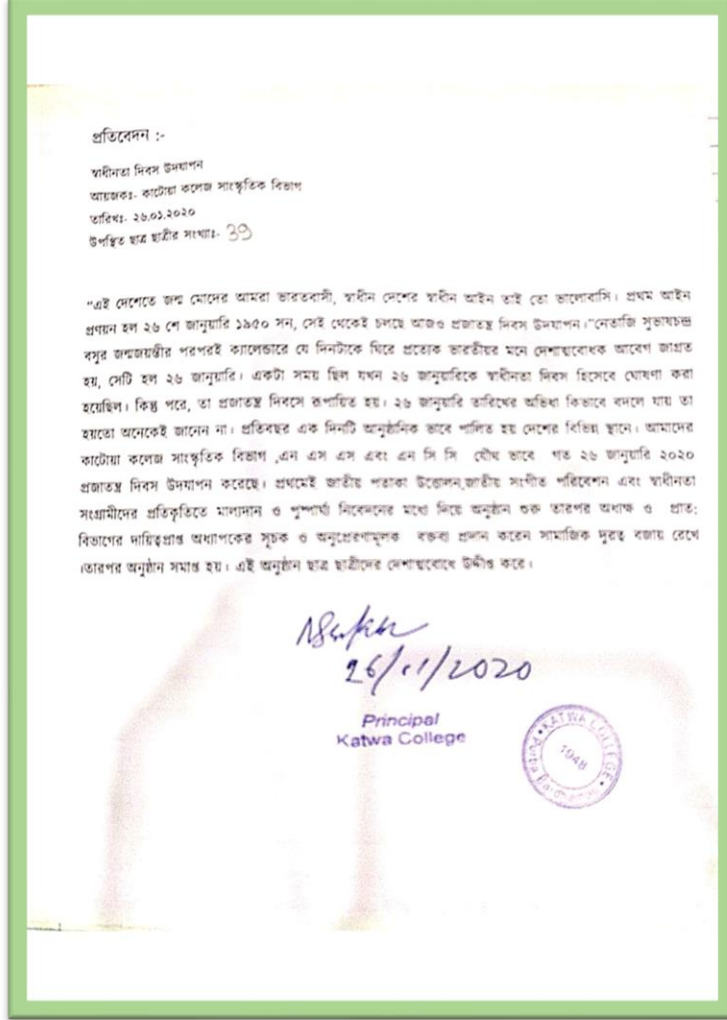 প্রতিবেদন :-
স্বাধীনতা দিবস উদযাপন
আয়জকঃ- কাটোয়া কলেজ সাংস্কৃতিক বিভাগ
তারিখঃ- ২৬.০১.২০২০
উপস্থিত ছাত্র ছাত্রীর সংখ্যাঃ- 39
"এই দেশেতে জন্ম মোদের আমরা ভারতবাসী, স্বাধীন দেশের স্বাধীন আইন তাই তো ভালোবাসি। প্রথম আইন
প্রণয়ন হল ২৬ শে জানুয়ারি ১৯৫০ সন, সেই থেকেই চলছে আজও প্রজাতন্ত্র দিবস উদযাপন।"নেতাজি সুভাষচন্দ্র
বসুর জন্মজয়ন্তীর পরপরই ক্যালেন্ডারে যে দিনটাকে ঘিরে প্রত্যেক ভারতীয়র মনে দেশাত্মবোধক আবেগ জাগ্রত
হয়, সেটি হল ২৬ জানুয়ারি। একটা সময় ছিল যখন ২৬ জানুয়ারিকে স্বাধীনতা দিবস হিসেবে ঘোষণা করা
হয়েছিল। কিন্তু পরে, তা প্রজাতন্ত্র দিবসে রূপায়িত হয়। ২৬ জানুয়ারি তারিখের অভিধা কিভাবে বদলে যায় তা
হয়তো অনেকেই জানেন না। প্রতিবছর এক দিনটি আনুষ্ঠানিক ভাবে পালিত হয় দেশের বিভিন্ন স্থানে। আমাদের
কাটোয়া কলেজ সাংস্কৃতিক বিভাগ ,এন এস এস এবং এন সি সি যৌথ ভাবে গত ২৬ জানুয়ারি ২০২০
প্রজাতন্ত্র দিবস উদযাপন করেছে। প্রথমেই জাতীয় পতাকা উত্তোলন,জাতীয় সংগীত পরিবেশন এবং স্বাধীনতা
সংগ্রামীদের প্রতিকৃতিতে মাল্যদান ও পুষ্পার্ঘ্য নিবেদনের মধ্যে দিয়ে অনুষ্ঠান শুরু তারপর অধ্যক্ষ ও প্রাত:
বিভাগের দায়িত্বপ্রাপ্ত অধ্যাপকের সূচক ও অনুপ্রেরণামূলক বক্তব্য প্রদান করেন সামাজিক দুরত্ব বজায় রেখে
।তারপর অনুষ্ঠান সমাপ্ত হয়। এই অনুষ্ঠান ছাত্র ছাত্রীদের দেশাত্মবোধে উদ্দীপ্ত করে।
26/01/2020
Principal
Katwa College
KATWA COLLEGE
1948